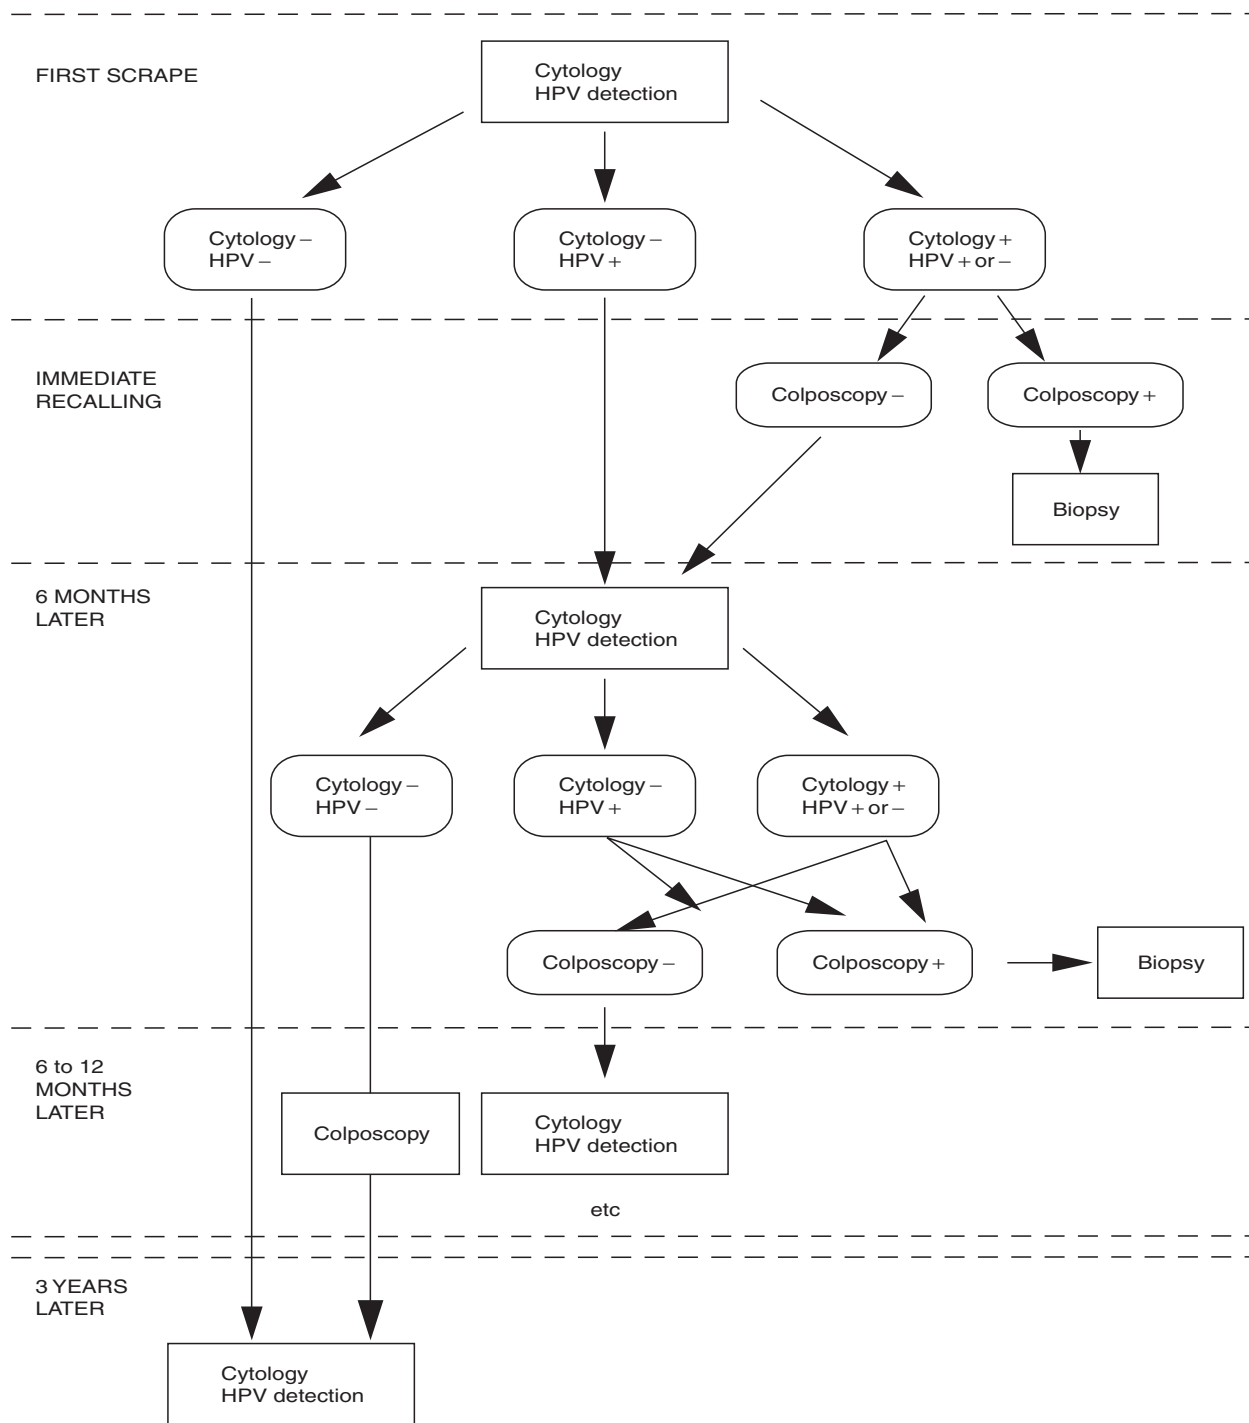 FIRST SCRAPE
Cytology
HPV detection
Cytology –
HPV –
Cytology –
HPV +
Cytology +
HPV + or –
IMMEDIATE
RECALLING
Colposcopy –
Colposcopy +
Biopsy
6 MONTHS
LATER
Cytology
HPV detection
Cytology –
HPV –
Cytology –
HPV +
Cytology +
HPV + or –
Colposcopy –
Colposcopy +
Biopsy
6 to 12
MONTHS
LATER
Colposcopy
Cytology
HPV detection
etc
3 YEARS
LATER
Cytology
HPV detection